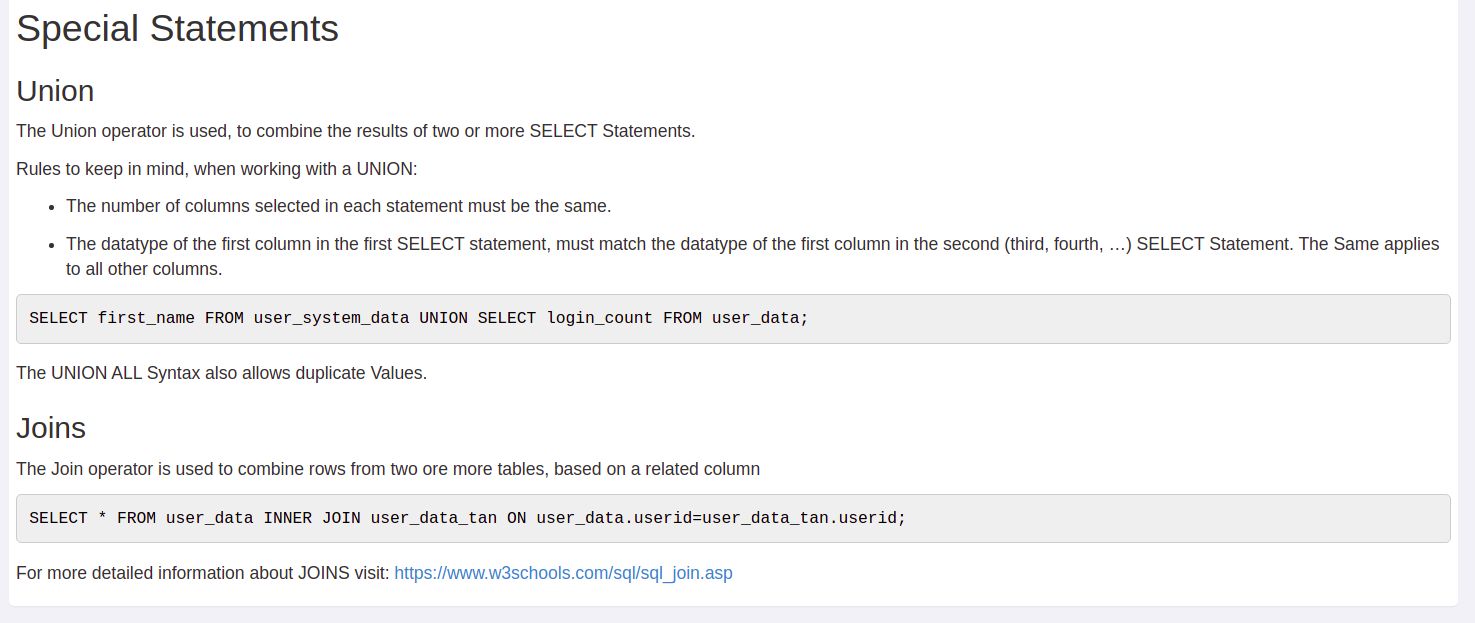 Special Statements
Union
The Union operator is used, to combine the results of two or more SELECT Statements.
Rules to keep in mind, when working with a UNION:
• The number of columns selected in each statement must be the same.
• The datatype of the first column in the first SELECT statement, must match the datatype of the first column in the second (third, fourth, …) SELECT Statement. The Same applies
to all other columns.
SELECT first_name FROM user_system_data UNION SELECT login_count FROM user_data;
The UNION ALL Syntax also allows duplicate Values.
Joins
The Join operator is used to combine rows from two ore more tables, based on a related column
SELECT * FROM user_data INNER JOIN user_data_tan ON user_data.userid=user_data_tan.userid;
For more detailed information about JOINS visit: https://www.w3schools.com/sql/sql_join.asp